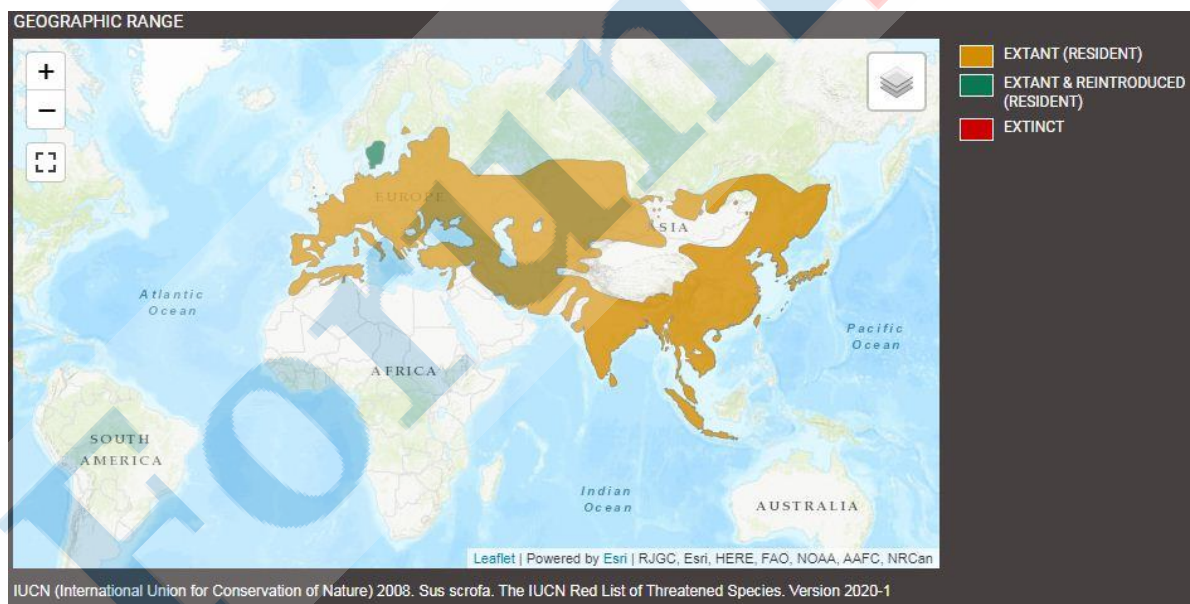 GEOGRAPHIC RANGE
+
−
EXTANT (RESIDENT)
EXTANT & REINTRODUCED
(RESIDENT)
EXTINCT
EUROPE
ASIA
Atlantic
Ocean
Pacific
Ocean
AFRICA
SOUTH
AMERICA
Indian
Ocean
AUSTRALIA
Leaflet | Powered by Esri | RJGC, Esri, HERE, FAO, NOAA, AAFC, NRCan
IUCN (International Union for Conservation of Nature) 2008. Sus scrofa. The IUCN Red List of Threatened Species. Version 2020-1